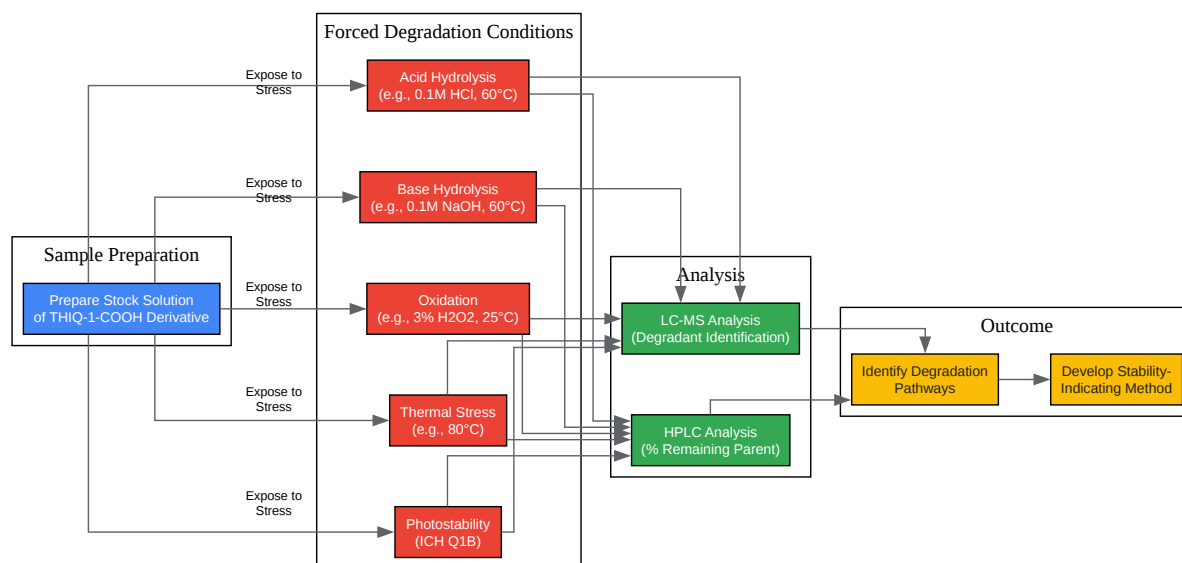 Forced Degradation Conditions
Expose to
Stress
Acid Hydrolysis
(e.g., 0.1M HCl, 60°C)
Expose to
Stress
Base Hydrolysis
(e.g., 0.1M NaOH, 60°C)
Sample Preparation
Prepare Stock Solution
of THIQ-1-COOH Derivative
Expose to
Stress
Oxidation
(e.g., 3% H2O2, 25°C)
Expose to
Stress
Thermal Stress
(e.g., 80°C)
Expose to
Stress
Photostability
(ICH Q1B)
Analysis
LC-MS Analysis
(Degradant Identification)
HPLC Analysis
(% Remaining Parent)
Outcome
Identify Degradation
Pathways
Develop Stability-
Indicating Method